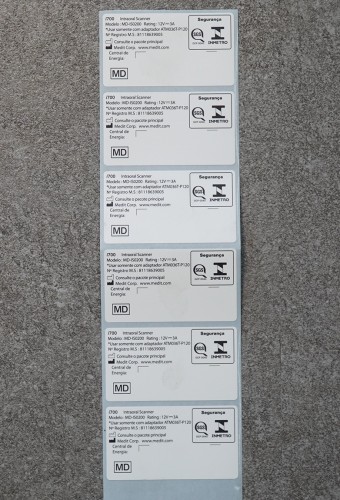 i700 Intraoral Scanner
Modelo : MD-IS0200 Rating : 12V⎓3A
*Usar somente com adaptador ATM036T-P120
Nº Registro M.S : 81118639005
Consulte o pacote principal
Medit Corp. www.medit.com
Central de
Energia:
MD
Segurança
SGS
INMETRO
i700 Intraoral Scanner
Modelo : MD-IS0200 Rating : 12V⎓3A
*Usar somente com adaptador ATM036T-P120
Nº Registro M.S : 81118639005
Consulte o pacote principal
Medit Corp. www.medit.com
Central de
Energia:
MD
Segurança
SGS
INMETRO
i700 Intraoral Scanner
Modelo : MD-IS0200 Rating : 12V⎓3A
*Usar somente com adaptador ATM036T-P120
Nº Registro M.S : 81118639005
Consulte o pacote principal
Medit Corp. www.medit.com
Central de
Energia:
MD
Segurança
SGS
INMETRO
i700 Intraoral Scanner
Modelo : MD-IS0200 Rating : 12V⎓3A
*Usar somente com adaptador ATM036T-P120
Nº Registro M.S : 81118639005
Consulte o pacote principal
Medit Corp. www.medit.com
Central de
Energia:
MD
Segurança
SGS
INMETRO
i700 Intraoral Scanner
Modelo : MD-IS0200 Rating : 12V⎓3A
*Usar somente com adaptador ATM036T-P120
Nº Registro M.S : 81118639005
Consulte o pacote principal
Medit Corp. www.medit.com
Central de
Energia:
MD
Segurança
SGS
INMETRO
i700 Intraoral Scanner
Modelo : MD-IS0200 Rating : 12V⎓3A
*Usar somente com adaptador ATM036T-P120
Nº Registro M.S : 81118639005
Consulte o pacote principal
Medit Corp. www.medit.com
Central de
Energia:
MD
Segurança
SGS
INMETRO